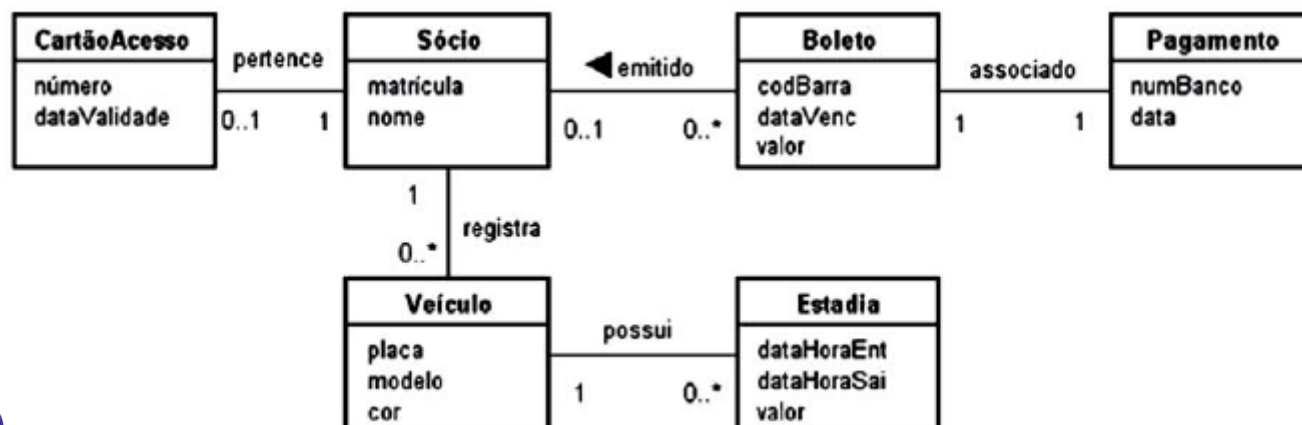 CartãoAcesso
número
dataValidade
pertence
0..1
1
Sócio
matrícula
nome
emitido
0..1
0..*
Boleto
codBarra
dataVenc
valor
associado
1
1
Pagamento
numBanco
data
1
registra
0..*
Veículo
placa
modelo
cor
possui
1
0..*
Estadia
dataHoraEnt
dataHoraSai
valor